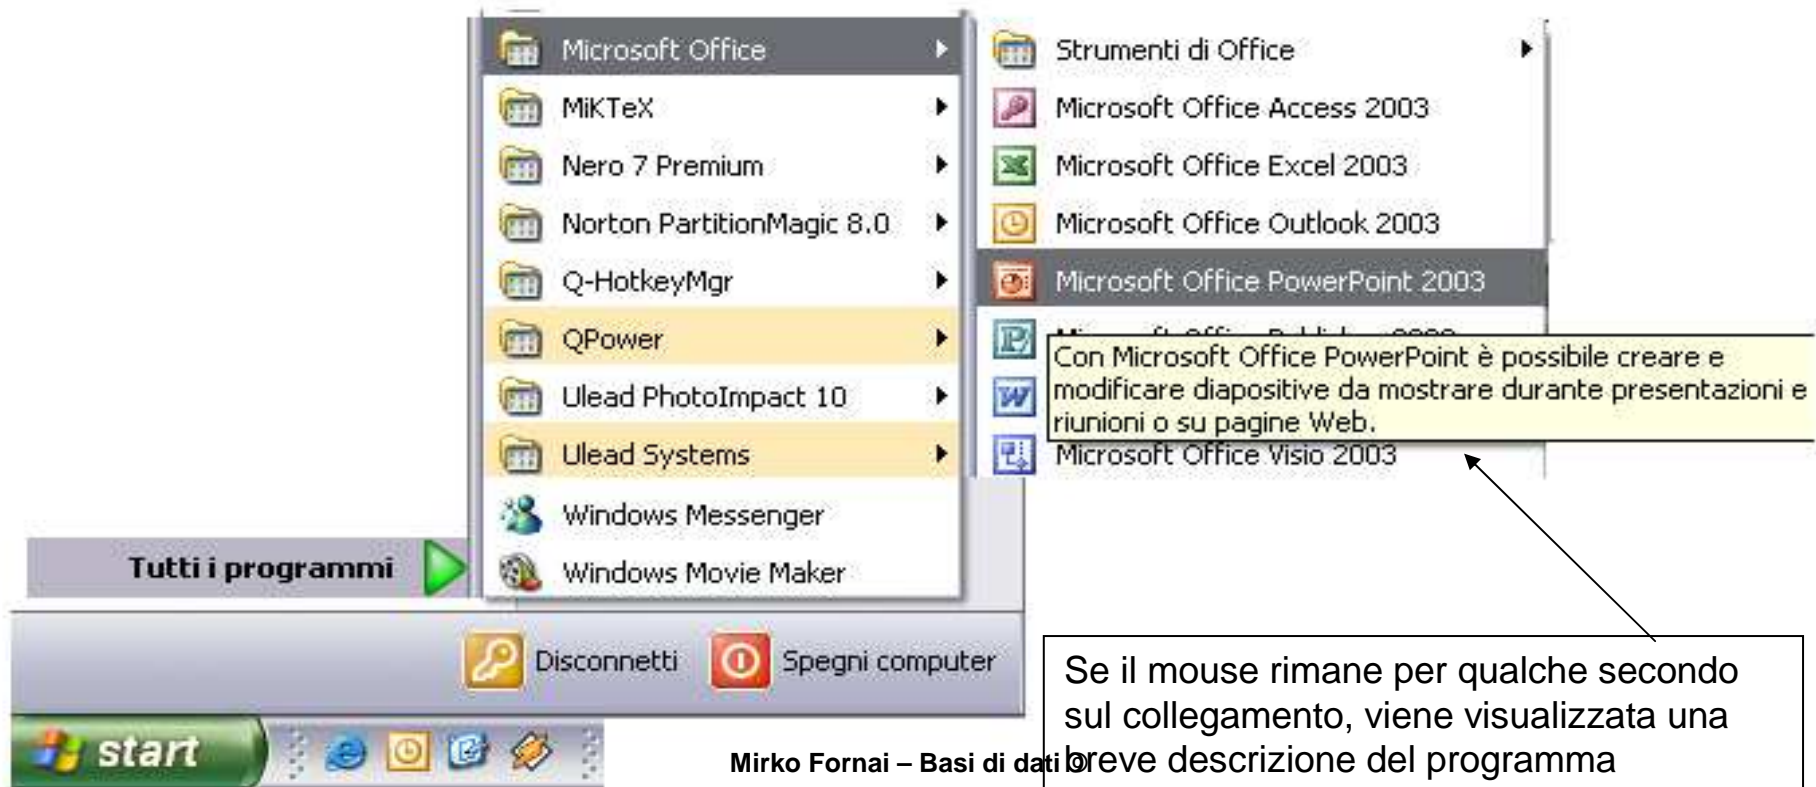 Microsoft Office
MiKTeX
Nero 7 Premium
Norton PartitionMagic 8.0
Q-HotkeyMgr
QPower
Ulead PhotoImpact 10
Ulead Systems
Windows Messenger
Windows Movie Maker
Strumenti di Office
Microsoft Office Access 2003
Microsoft Office Excel 2003
Microsoft Office Outlook 2003
Microsoft Office PowerPoint 2003
Con Microsoft Office PowerPoint è possibile creare e
modificare diapositive da mostrare durante presentazioni e
riunioni o su pagine Web.
Microsoft Office Visio 2003
Tutti i programmi
Disconnetti
Spegni computer
start
Se il mouse rimane per qualche secondo
sul collegamento, viene visualizzata una
breve descrizione del programma
Mirko Fornai – Basi di dati ©